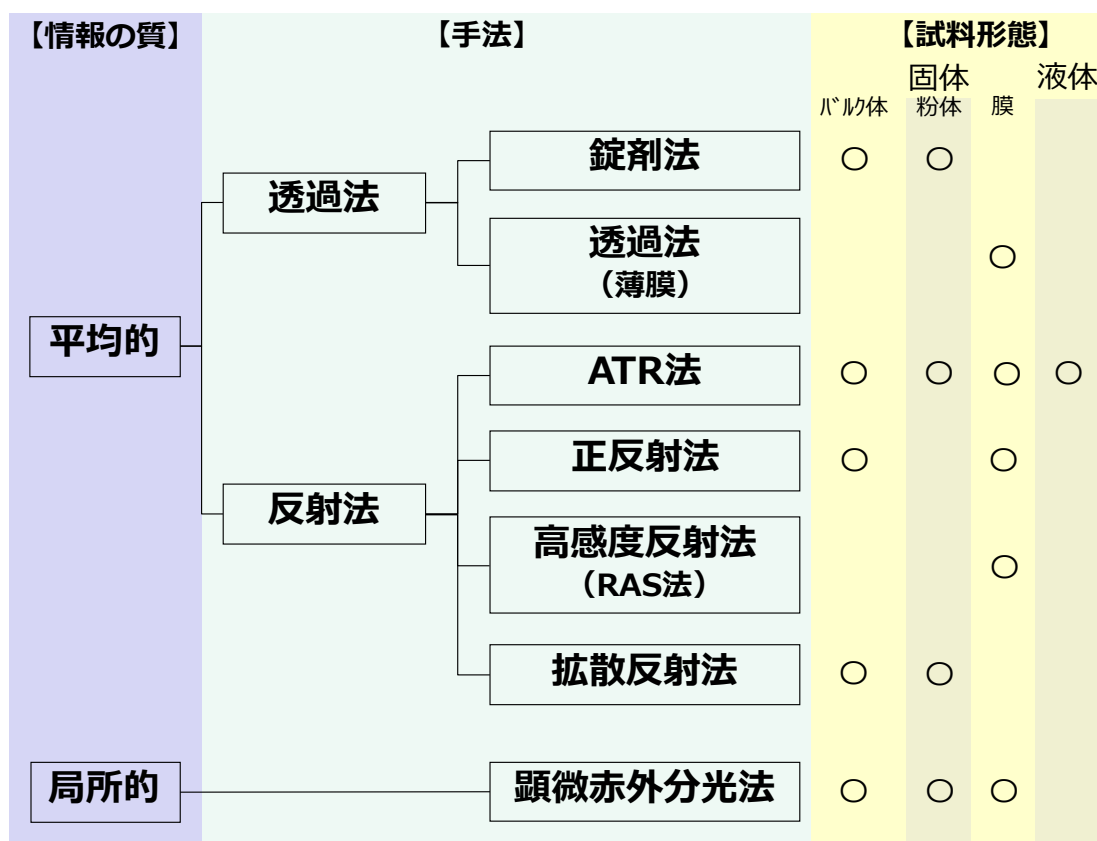 【情報の質】 【手法】 【試料形態】
固体 液体
ﾊﾞﾙｸ体 粉体 膜
錠剤法 〇 〇
透過法
透過法
（薄膜） 〇
平均的
ATR法 〇 〇 〇 〇
正反射法 〇 〇
反射法
高感度反射法
（RAS法） 〇
拡散反射法 〇 〇
局所的 顕微赤外分光法 〇 〇 〇